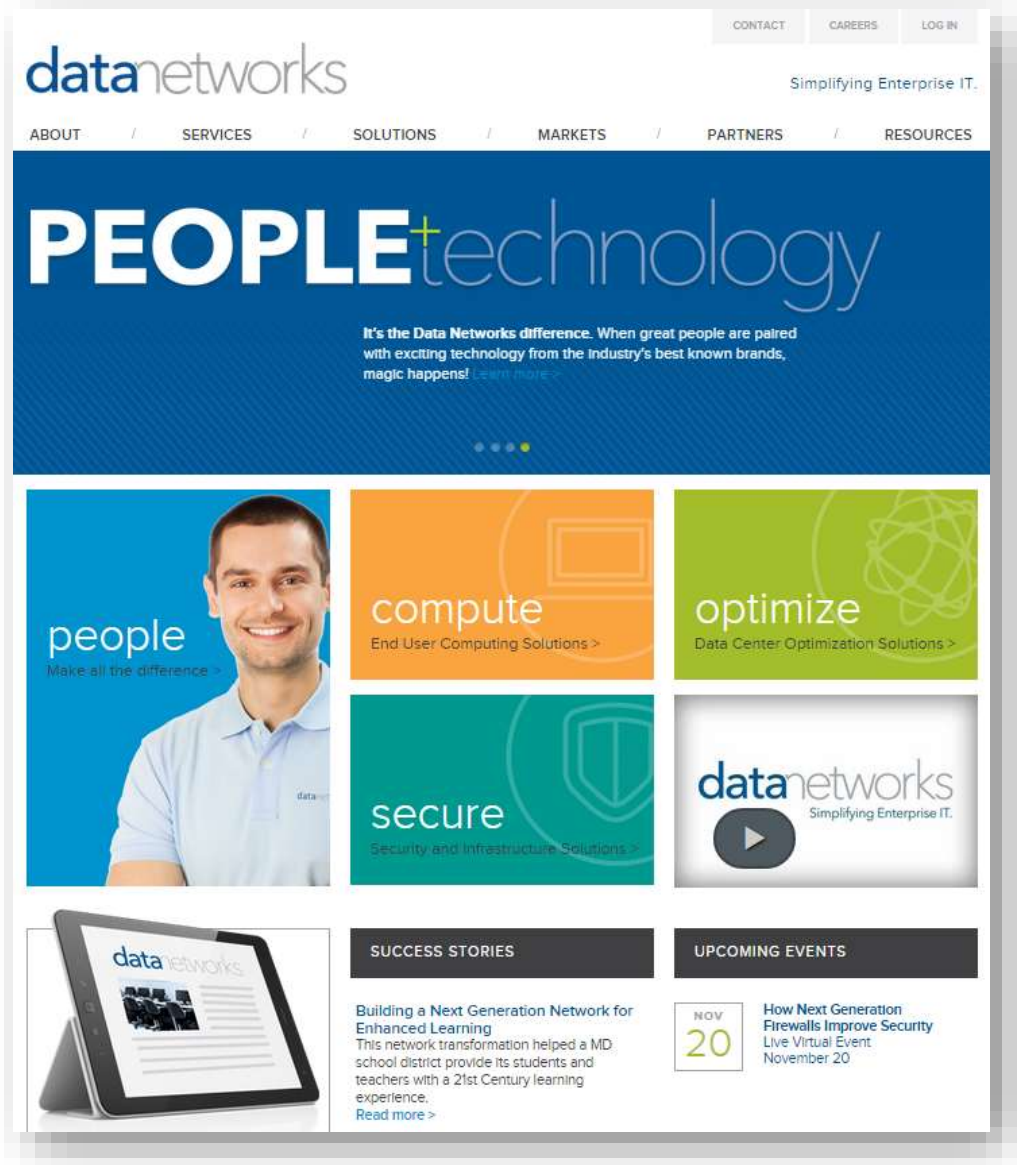 CONTACT CAREERS LOG IN
datanetworks
Simplifying Enterprise IT.
ABOUT / SERVICES / SOLUTIONS / MARKETS / PARTNERS / RESOURCES
PEOPLE+technology
It's the Data Networks difference. When great people are paired
with exciting technology from the industry's best known brands,
magic happens! Learn more >
people
Make all the difference >
data
compute
End User Computing Solutions >
optimize
Data Center Optimization Solutions >
secure
Security and Infrastructure Solutions >
datanetworks
Simplifying Enterprise IT.
datanetworks
SUCCESS STORIES
Building a Next Generation Network for
Enhanced Learning
This network transformation helped a MD
school district provide its students and
teachers with a 21st Century learning
experience.
Read more >
UPCOMING EVENTS
NOV
20
How Next Generation
Firewalls Improve Security
Live Virtual Event
November 20